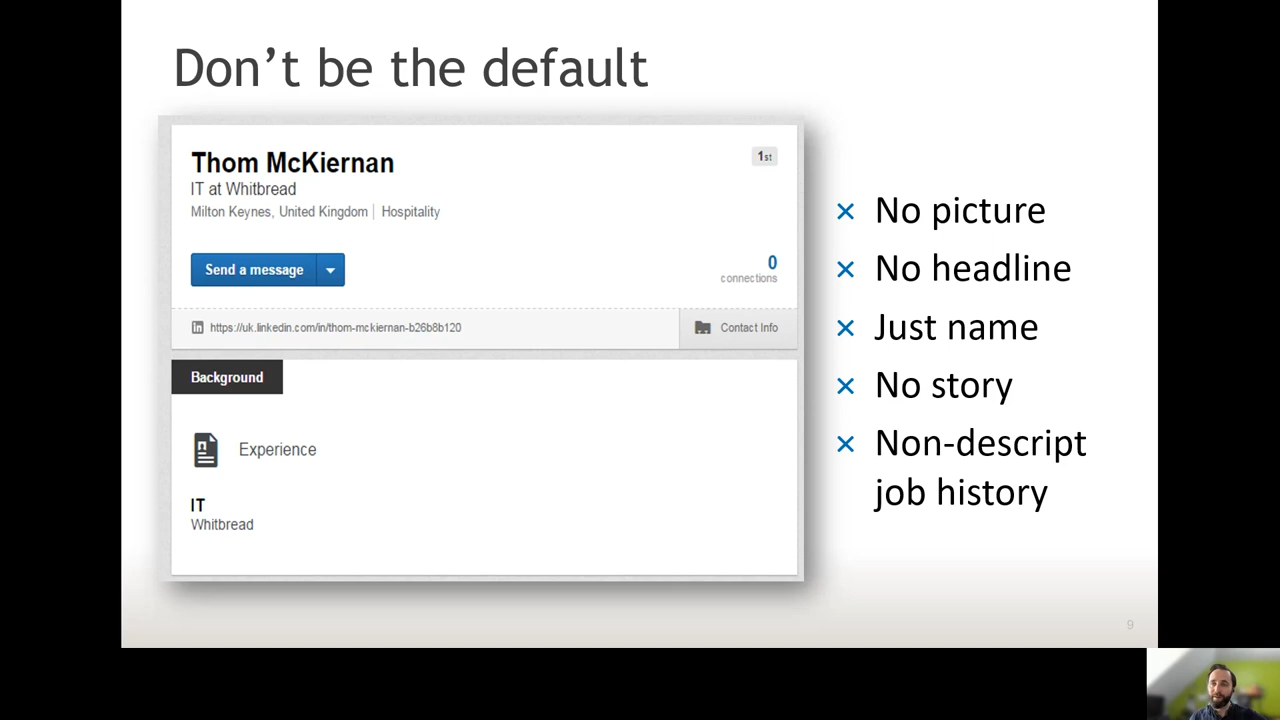 Don't be the default
Thom McKiernan
1st
IT at Whitbread
Milton Keynes, United Kingdom | Hospitality
Send a message
0
connections
https://uk.linkedin.com/in/thom-mckiernan-b26b8b120
Contact Info
Background
Experience
IT
Whitbread
× No picture
× No headline
× Just name
× No story
× Non-descript
job history
9